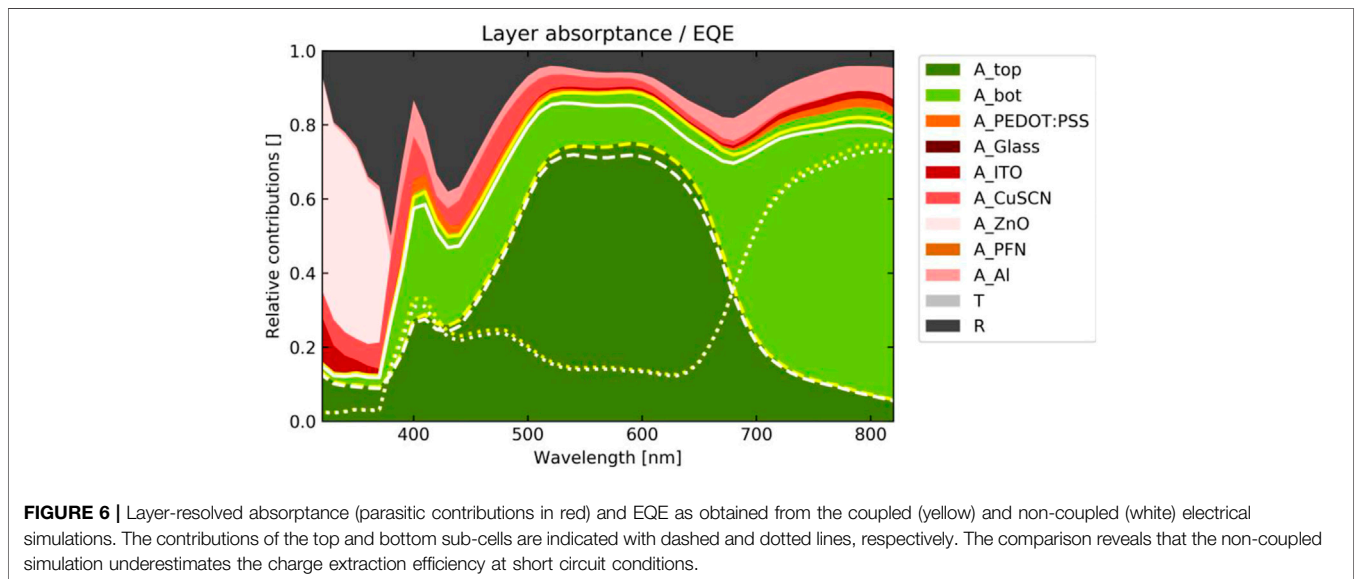 Layer absorptance / EQE
1.0
0.8
0.6
0.4
0.2
0.0
Relative contributions []
400
500
600
700
800
Wavelength [nm]
A_top
A_bot
A_PEDOT:PSS
A_Glass
A_ITO
A_CuSCN
A_ZnO
A_PFN
A_Al
T
R
FIGURE 6 | Layer-resolved absorptance (parasitic contributions in red) and EQE as obtained from the coupled (yellow) and non-coupled (white) electrical
simulations. The contributions of the top and bottom sub-cells are indicated with dashed and dotted lines, respectively. The comparison reveals that the non-coupled
simulation underestimates the charge extraction efficiency at short circuit conditions.